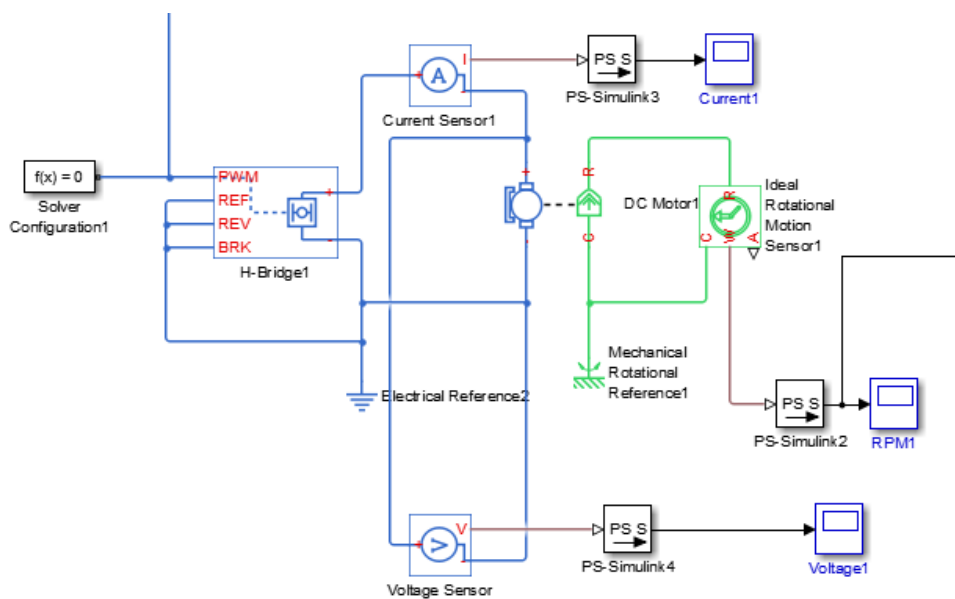 I
PS S
PS-Simulink3
Current1
A
+
-
Current Sensor1
f(x) = 0
Solver
Configuration1
PWM
REF
REV
BRK
+
-
H-Bridge1
+
-
R
C
DC Motor1
R
C
W
A
Ideal
Rotational
Motion
Sensor1
Mechanical
Rotational
Reference1
Electrical Reference2
PS S
PS-Simulink2
RPM1
V
+
-
V
Voltage Sensor
PS S
PS-Simulink4
Voltage1